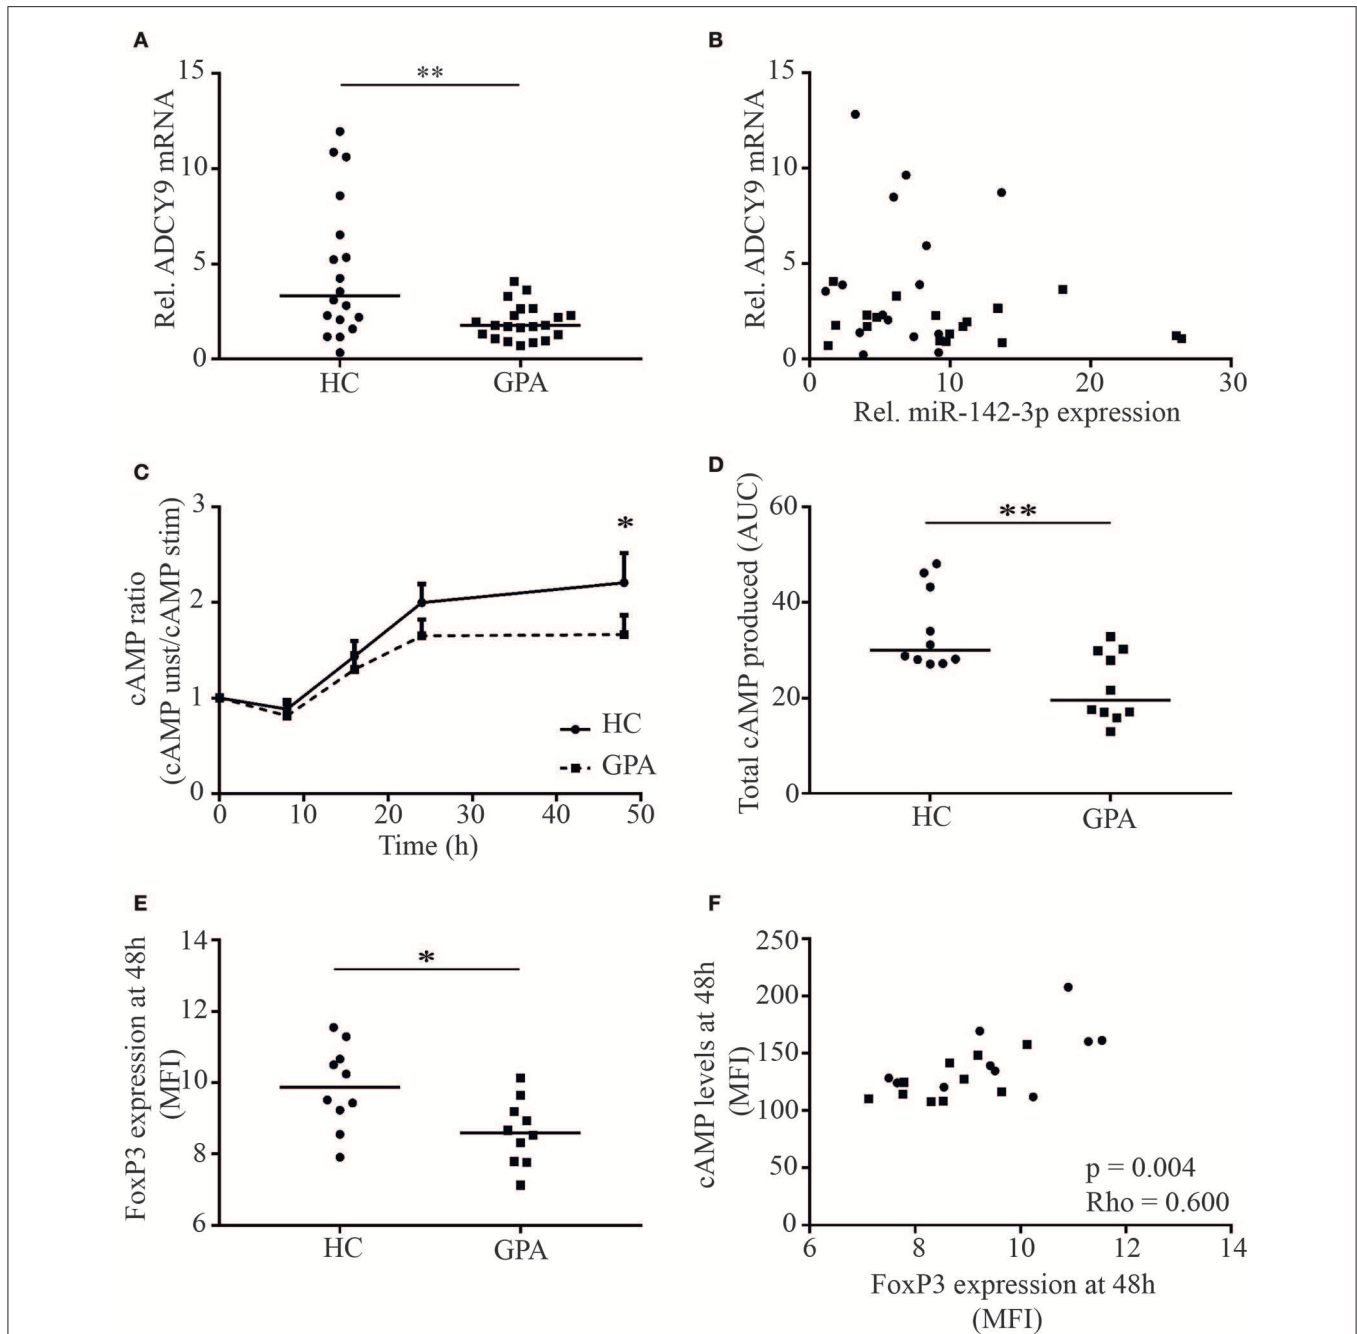 A
Rel. ADCY9 mRNA
15
10
5
0
**
HC
GPA
B
Rel. ADCY9 mRNA
15
10
5
0
0
10
20
30
Rel. miR-142-3p expression
C
cAMP ratio
(cAMP unst/cAMP stim)
3
2
1
0
*
HC
GPA
0
10
20
30
40
50
Time (h)
D
Total cAMP produced (AUC)
60
40
20
0
**
HC
GPA
E
FoxP3 expression at 48h
(MFI)
14
12
10
8
6
*
HC
GPA
F
cAMP levels at 48h
(MFI)
250
200
150
100
50
0
p = 0.004
Rho = 0.600
6
8
10
12
14
FoxP3 expression at 48h
(MFI)